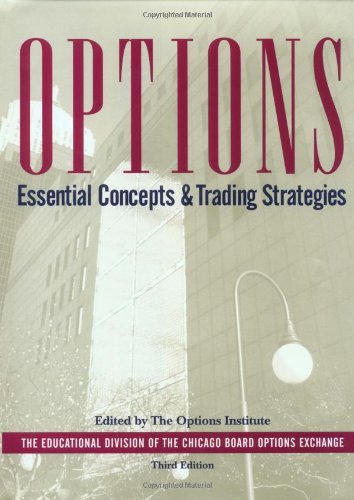 OPTIONS
Essential Concepts & Trading Strategies
Edited by The Options Institute
THE EDUCATIONAL DIVISION OF THE CHICAGO BOARD OPTIONS EXCHANGE
Third Edition